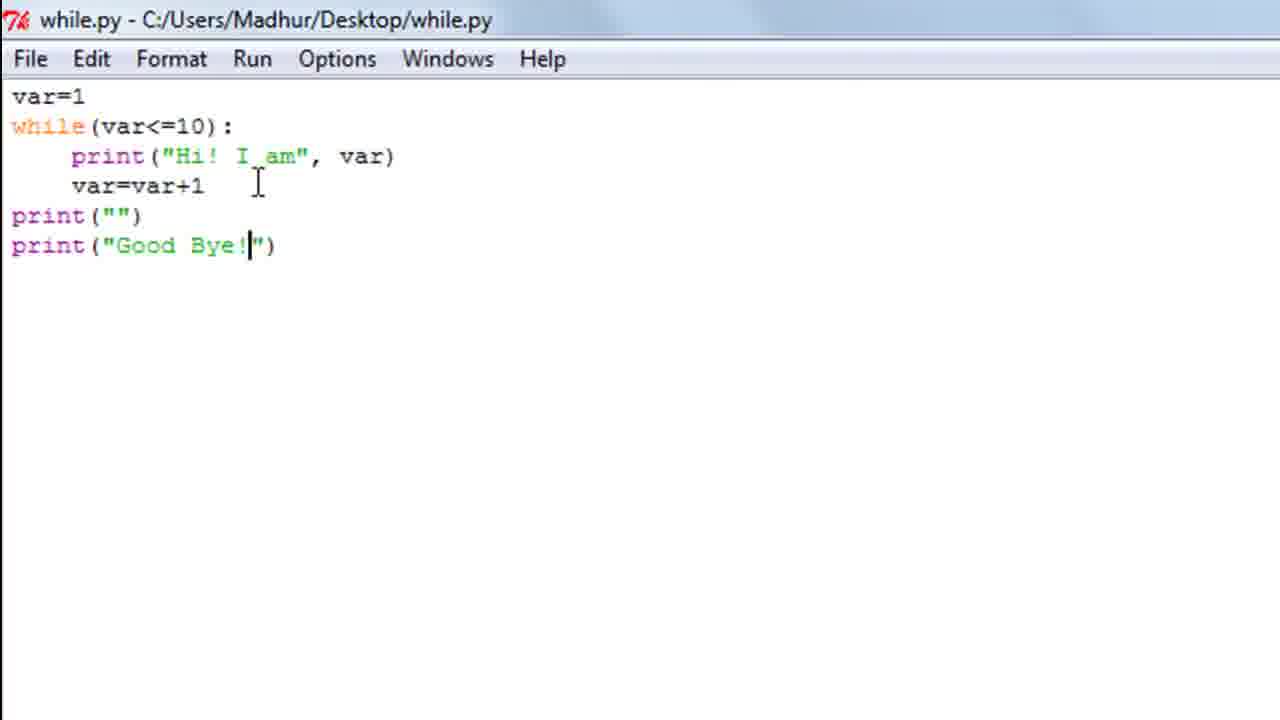 while.py - C:/Users/Madhur/Desktop/while.py
File Edit Format Run Options Windows Help
var=1
while(var<=10):
    print("Hi! I am", var)
    var=var+1
print("")
print("Good Bye!")